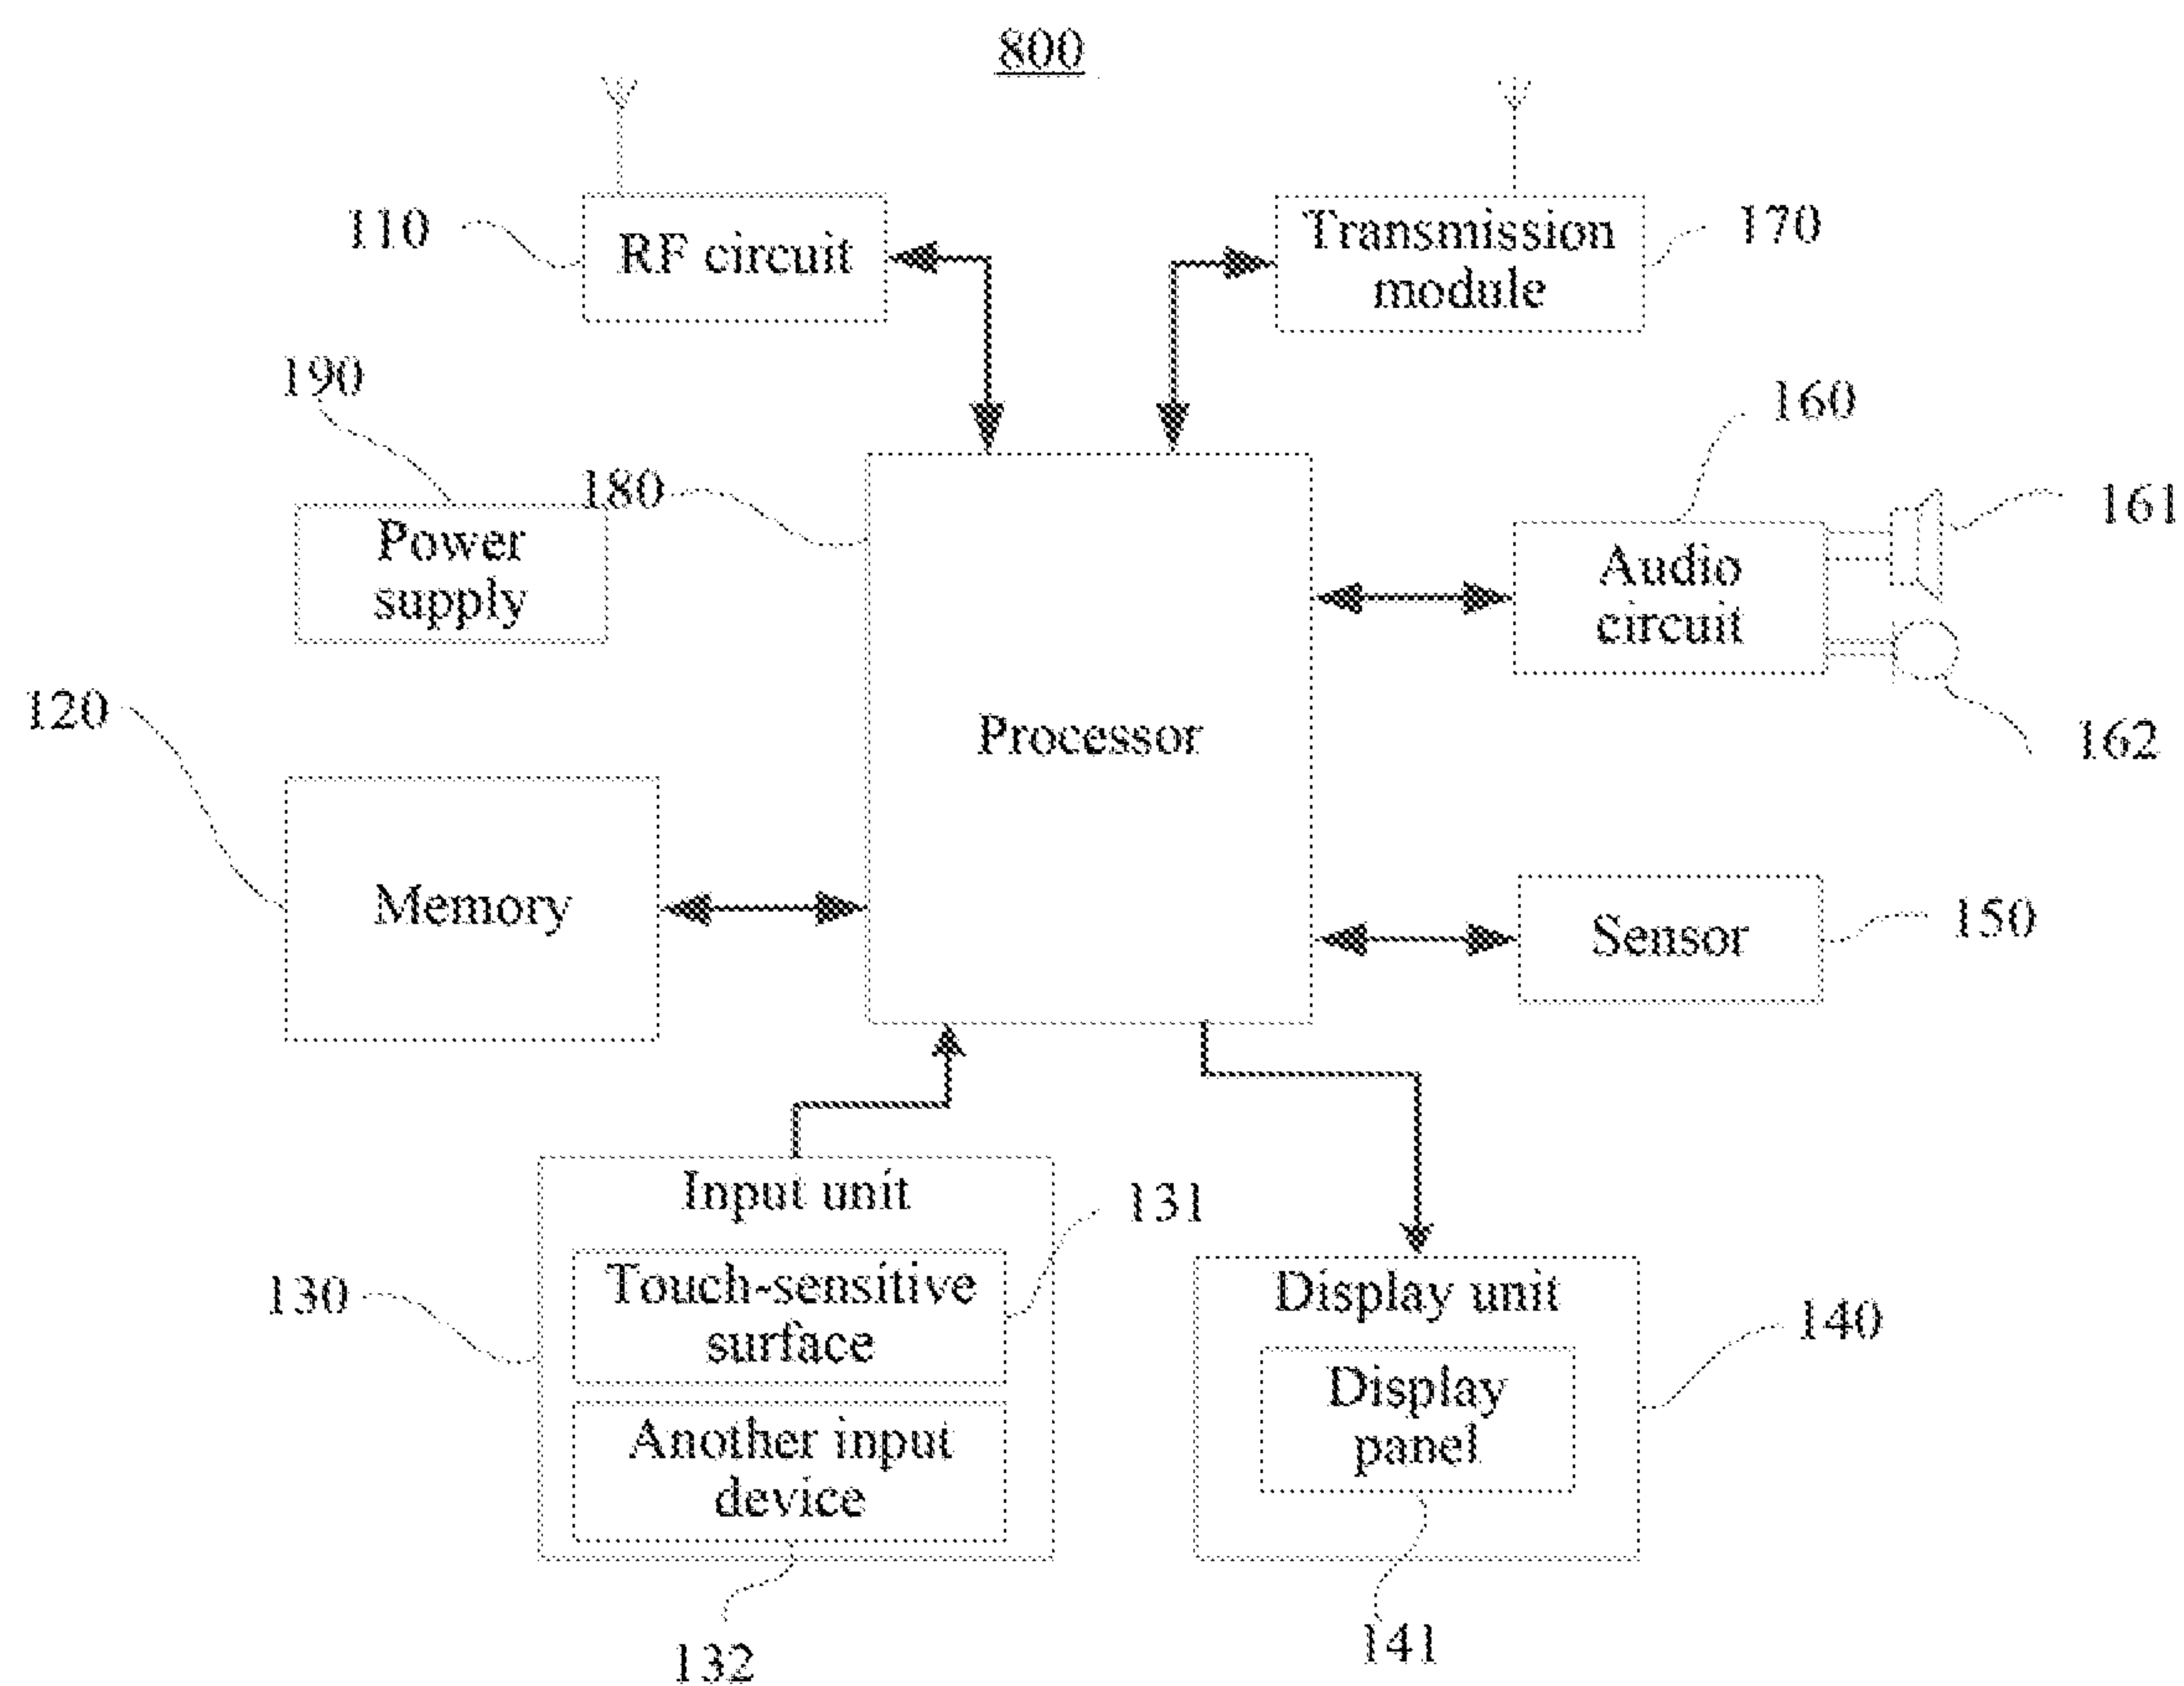 800
110
RF circuit
Transmission
module
170
190
160
180
161
Power
supply
Audio
circuit
120
Processor
162
Memory
Sensor
150
Input unit
131
130
Touch-sensitive
surface
Display unit
140
Another input
device
Display
panel
132
141